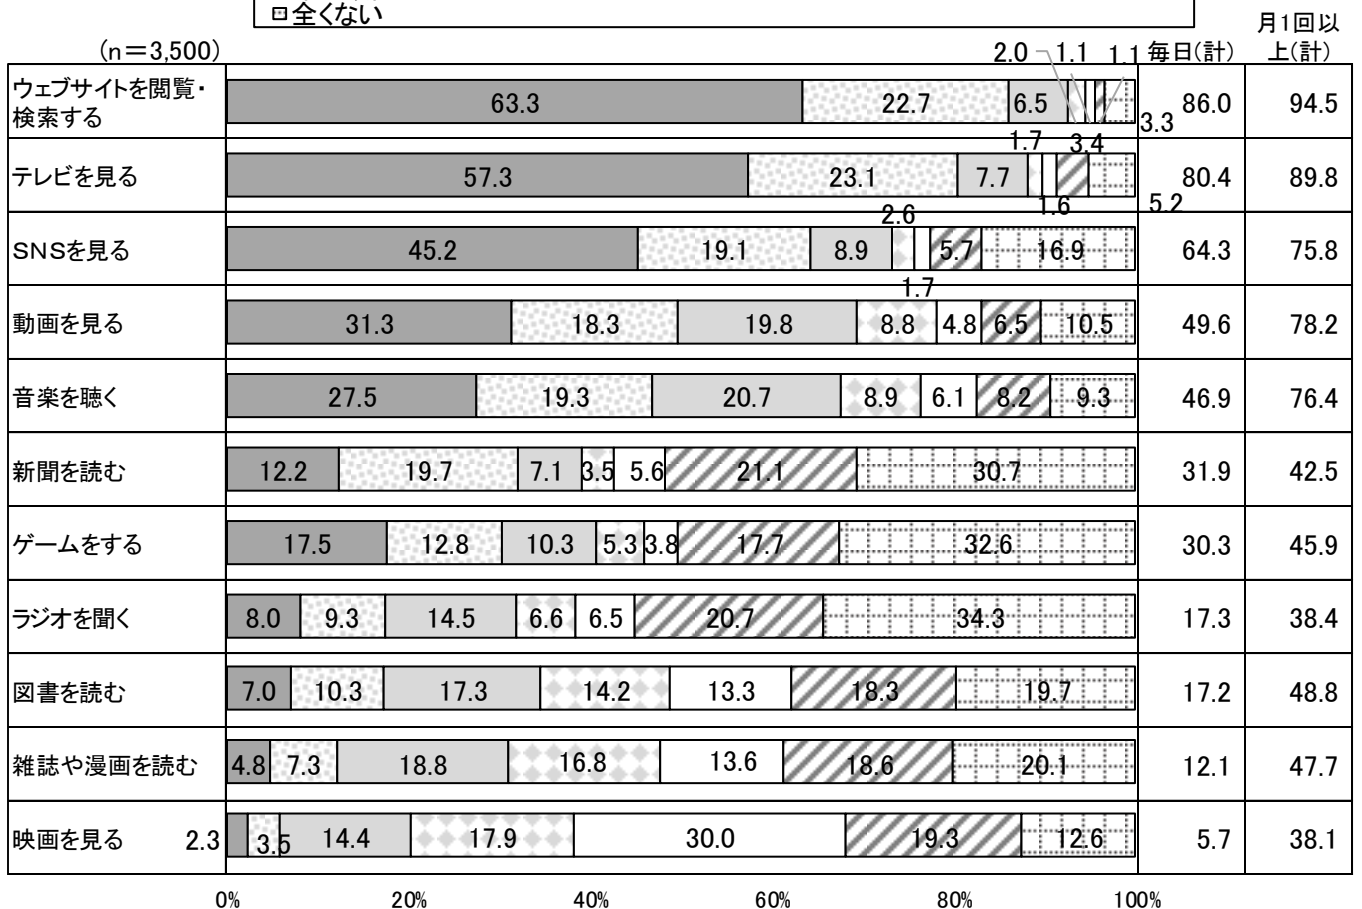 全くない
(n＝3,500)
毎日(計)
月1回以
上(計)
ウェブサイトを閲覧・
検索する
63.3 22.7 6.5 2.0 1.1 1.1 3.3 86.0 94.5
テレビを見る
57.3 23.1 7.7 1.7 1.6 3.4 5.2 80.4 89.8
SNSを見る
45.2 19.1 8.9 2.6 1.7 5.7 16.9 64.3 75.8
動画を見る
31.3 18.3 19.8 8.8 4.8 6.5 10.5 49.6 78.2
音楽を聴く
27.5 19.3 20.7 8.9 6.1 8.2 9.3 46.9 76.4
新聞を読む
12.2 19.7 7.1 3.5 5.6 21.1 30.7 31.9 42.5
ゲームをする
17.5 12.8 10.3 5.3 3.8 17.7 32.6 30.3 45.9
ラジオを聞く
8.0 9.3 14.5 6.6 6.5 20.7 34.3 17.3 38.4
図書を読む
7.0 10.3 17.3 14.2 13.3 18.3 19.7 17.2 48.8
雑誌や漫画を読む
4.8 7.3 18.8 16.8 13.6 18.6 20.1 12.1 47.7
映画を見る
2.3 3.5 14.4 17.9 30.0 19.3 12.6 5.7 38.1
0% 20% 40% 60% 80% 100%